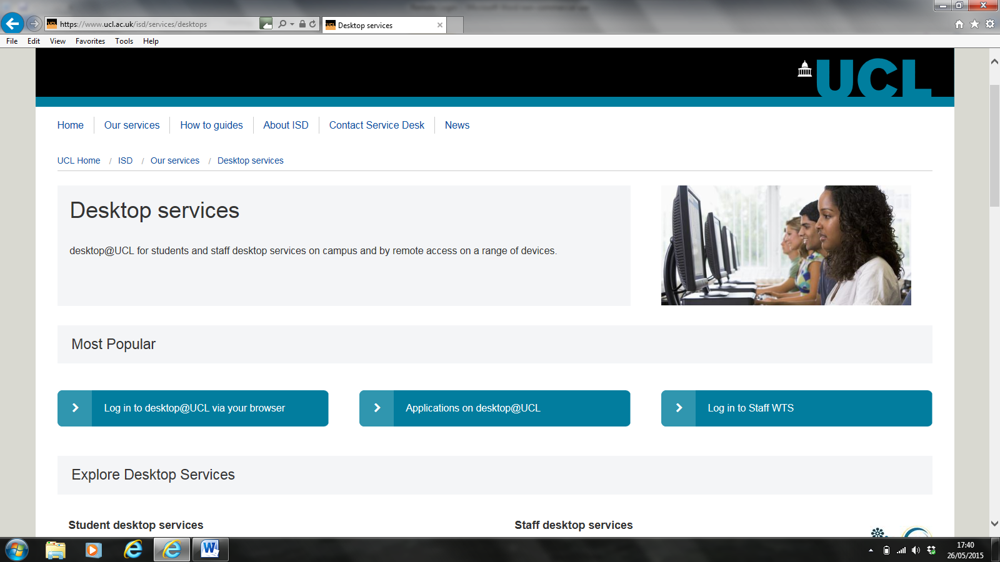 https://www.ucl.ac.uk/isd/services/desktops
Desktop services
File Edit View Favorites Tools Help
UCL
Home Our services How to guides About ISD Contact Service Desk News
UCL Home / ISD / Our services / Desktop services
Desktop services
desktop@UCL for students and staff desktop services on campus and by remote access on a range of devices.
Most Popular
Log in to desktop@UCL via your browser
Applications on desktop@UCL
Log in to Staff WTS
Explore Desktop Services
Student desktop services
Staff desktop services
17:40
26/05/2015